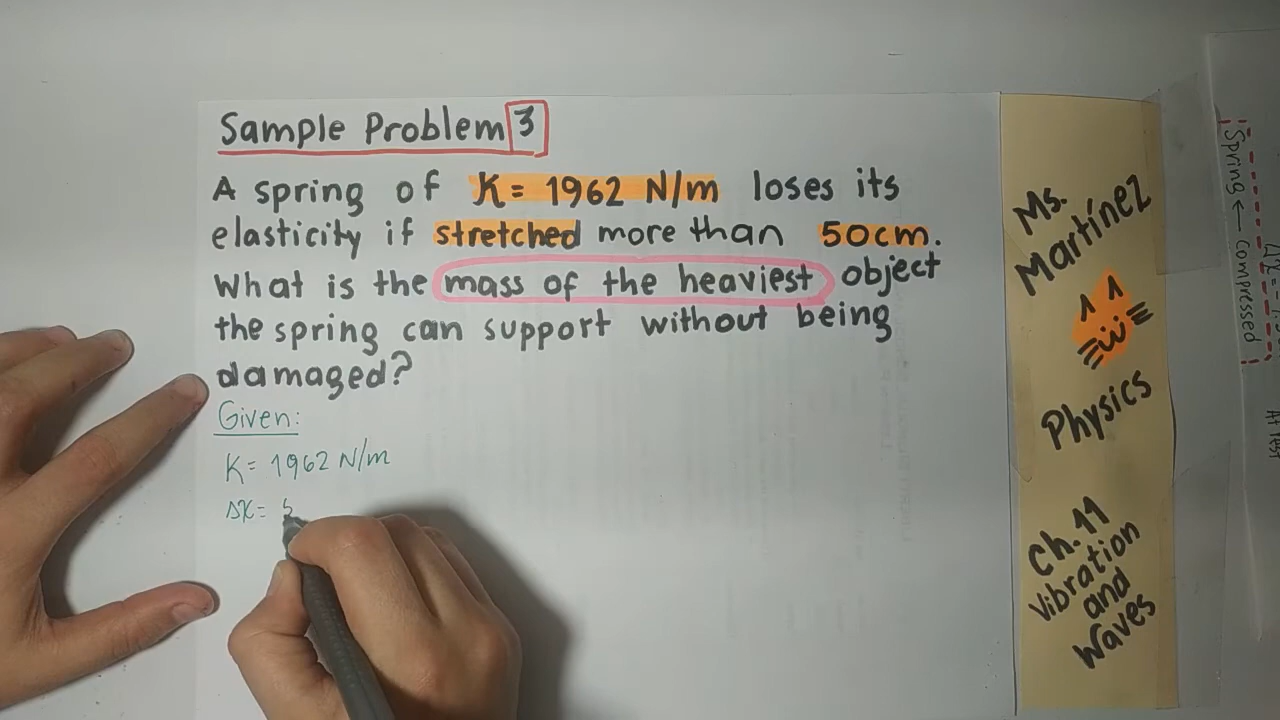 Sample Problem 3
A spring of K= 1962 N/m loses its
elasticity if stretched more than 50cm.
What is the mass of the heaviest object
the spring can support without being
damaged?
Given:
K= 1962 N/m
Δx= 5
Ms.
Martínez
Physics
Ch. 11
Vibration
and
Waves
Spring ← Compressed